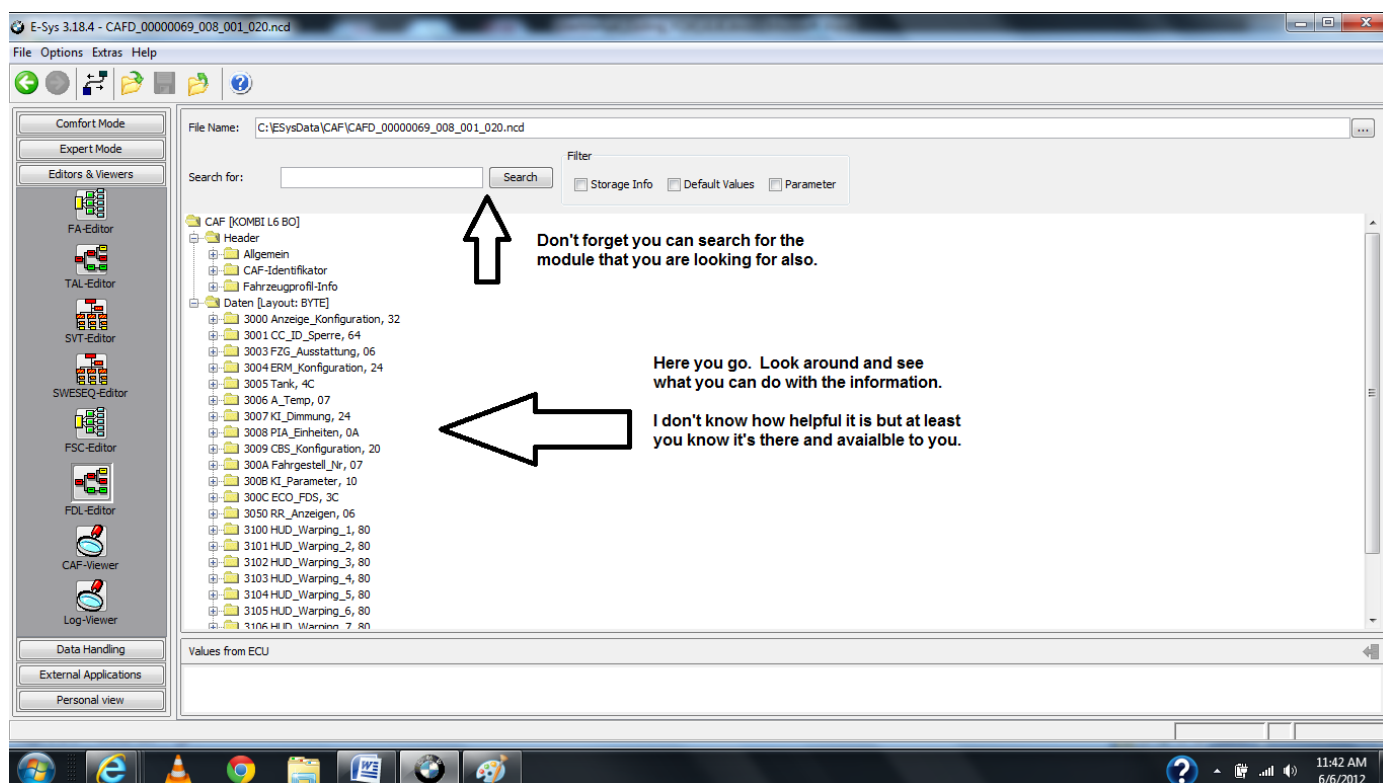 E-Sys 3.18.4 - CAFD_00000069_008_001_020.ncd
File Options Extras Help
Comfort Mode
Expert Mode
Editors & Viewers
FA-Editor
TAL-Editor
SVT-Editor
SWESEQ-Editor
FSC-Editor
FDL-Editor
CAF-Viewer
Log-Viewer
Data Handling
External Applications
Personal view
File Name: C:\ESysData\CAF\CAFD_00000069_008_001_020.ncd ...
Search for: Search
Filter
Storage Info Default Values Parameter
CAF [KOMBI L6 BO]
Header
Allgemein
CAF-Identifikator
Fahrzeugprofil-Info
Daten [Layout: BYTE]
3000 Anzeige_Konfiguration, 32
3001 CC_ID_Sperre, 64
3003 FZG_Ausstattung, 06
3004 ERM_Konfiguration, 24
3005 Tank, 4C
3006 A_Temp, 07
3007 KI_Dimmung, 24
3008 PIA_Einheiten, 0A
3009 CBS_Konfiguration, 20
300A Fahrgestell_Nr, 07
300B KI_Parameter, 10
300C ECO_FDS, 3C
3050 RR_Anzeigen, 06
3100 HUD_Warping_1, 80
3101 HUD_Warping_2, 80
3102 HUD_Warping_3, 80
3103 HUD_Warping_4, 80
3104 HUD_Warping_5, 80
3105 HUD_Warping_6, 80
3106 HUD_Warping_7, 80
Don't forget you can search for the
module that you are looking for also.
Here you go. Look around and see
what you can do with the information.
I don't know how helpful it is but at least
you know it's there and avaialble to you.
Values from ECU
11:42 AM
6/6/2012